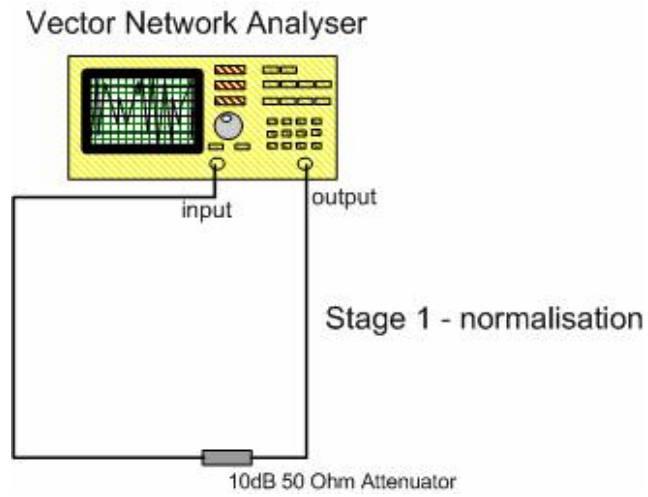 Vector Network Analyser
input
output
Stage 1 - normalisation
10dB 50 Ohm Attenuator